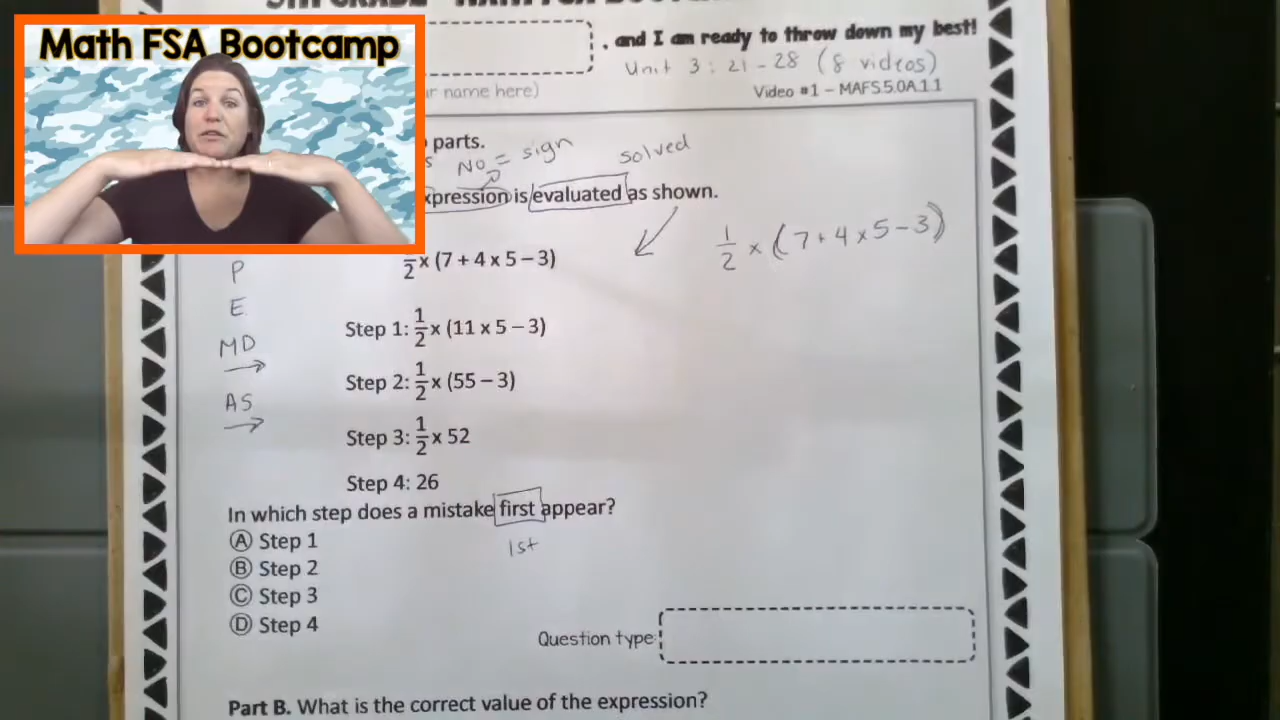 Math FSA Bootcamp
, and I am ready to throw down my best!
Unit 3: 21-28 (8 videos)
name here)
Video #1 - MAFS.5.OA.1.1
parts.
No = sign
solved
expression is evaluated as shown.
1/2 x (7 + 4 x 5 – 3)
1/2 x (7 + 4 x 5 – 3)
P
E
MD
AS
Step 1: 1/2 x (11 x 5 – 3)
Step 2: 1/2 x (55 – 3)
Step 3: 1/2 x 52
Step 4: 26
In which step does a mistake first appear?
1st
Ⓐ Step 1
Ⓑ Step 2
Ⓒ Step 3
Ⓓ Step 4
Question type:
Part B. What is the correct value of the expression?